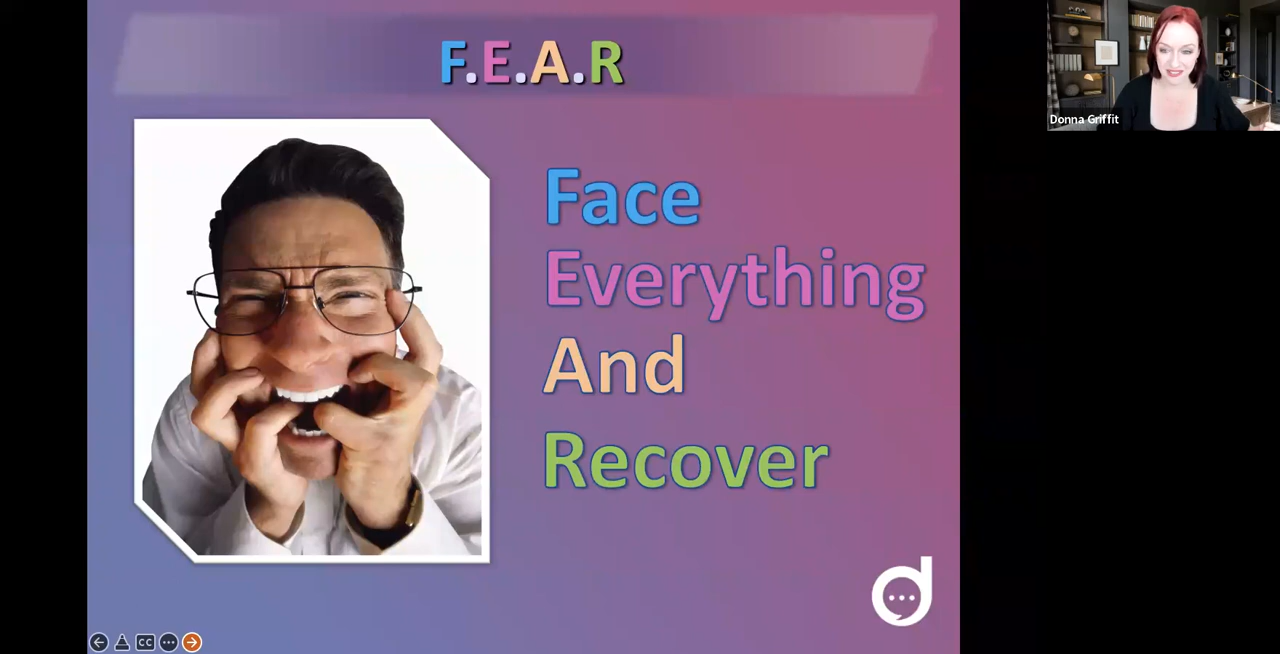 F.E.A.R
Face
Everything
And
Recover
Donna Griffit
CC